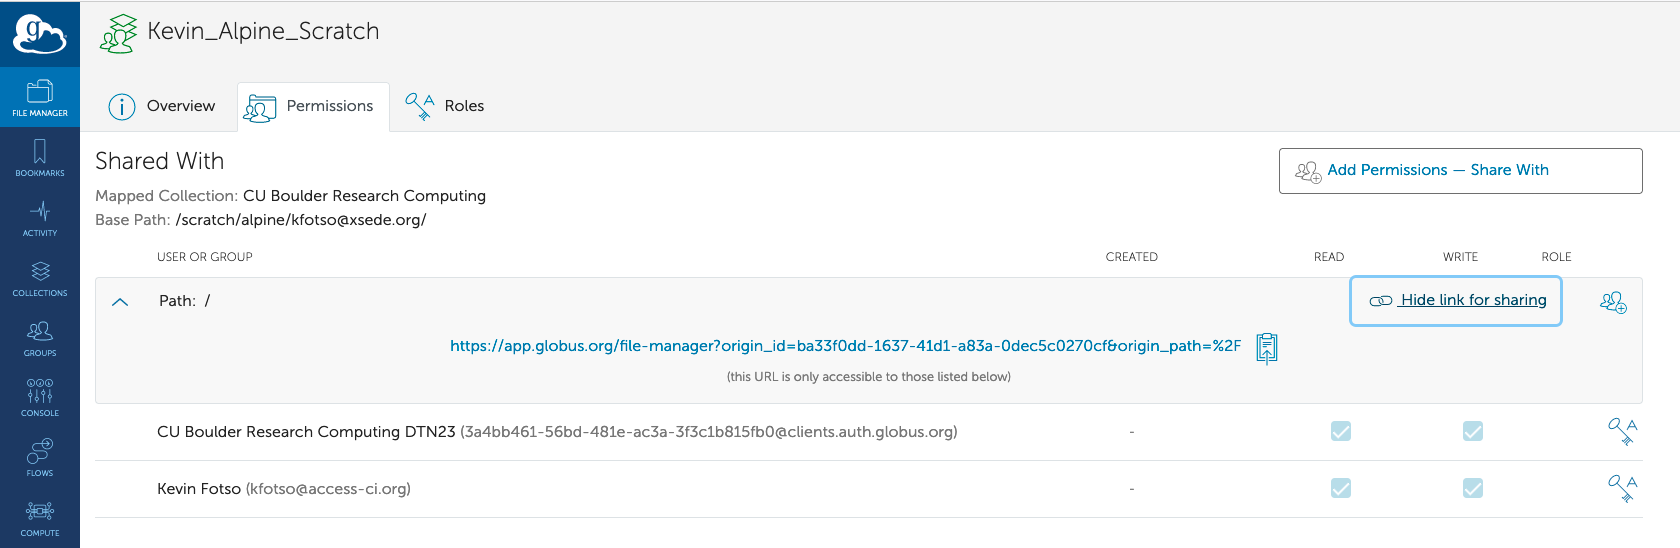 g
Kevin_Alpine_Scratch
FILE MANAGER
BOOKMARKS
ACTIVITY
COLLECTIONS
GROUPS
CONSOLE
FLOWS
COMPUTE
Overview
Permissions
Roles
Shared With
Mapped Collection: CU Boulder Research Computing
Base Path: /scratch/alpine/kfotso@xsede.org/
Add Permissions — Share With
USER OR GROUP CREATED READ WRITE ROLE
Path: / Hide link for sharing
https://app.globus.org/file-manager?origin_id=ba33f0dd-1637-41d1-a83a-0dec5c0270cf&origin_path=%2F
(this URL is only accessible to those listed below)
CU Boulder Research Computing DTN23 (3a4bb461-56bd-481e-ac3a-3f3c1b815fb0@clients.auth.globus.org) -
Kevin Fotso (kfotso@access-ci.org) -